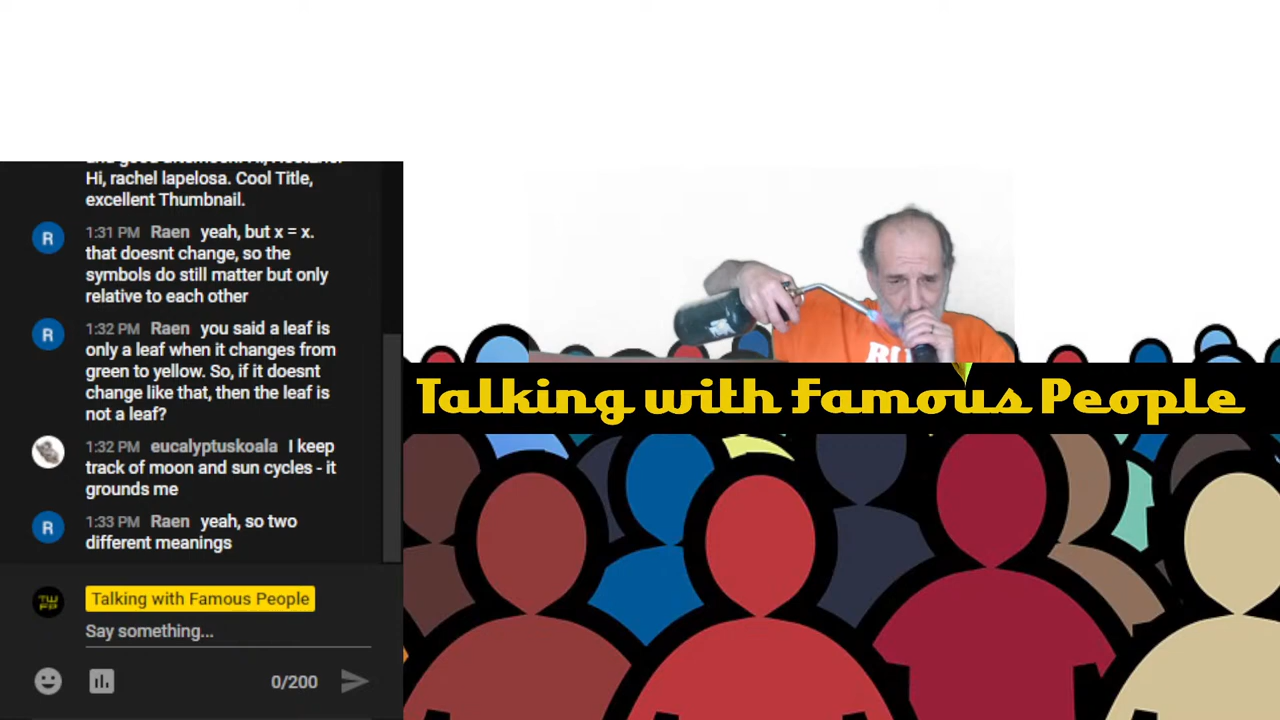 Hi, rachel lapelosa. Cool Title,
excellent Thumbnail.
R
1:31 PM Raen yeah, but x = x.
that doesnt change, so the
symbols do still matter but only
relative to each other
R
1:32 PM Raen you said a leaf is
only a leaf when it changes from
green to yellow. So, if it doesnt
change like that, then the leaf is
not a leaf?
1:32 PM eucalyptuskoala I keep
track of moon and sun cycles - it
grounds me
R
1:33 PM Raen yeah, so two
different meanings
TW
FP
Talking with Famous People
Say something...
0/200
Talking with Famous People